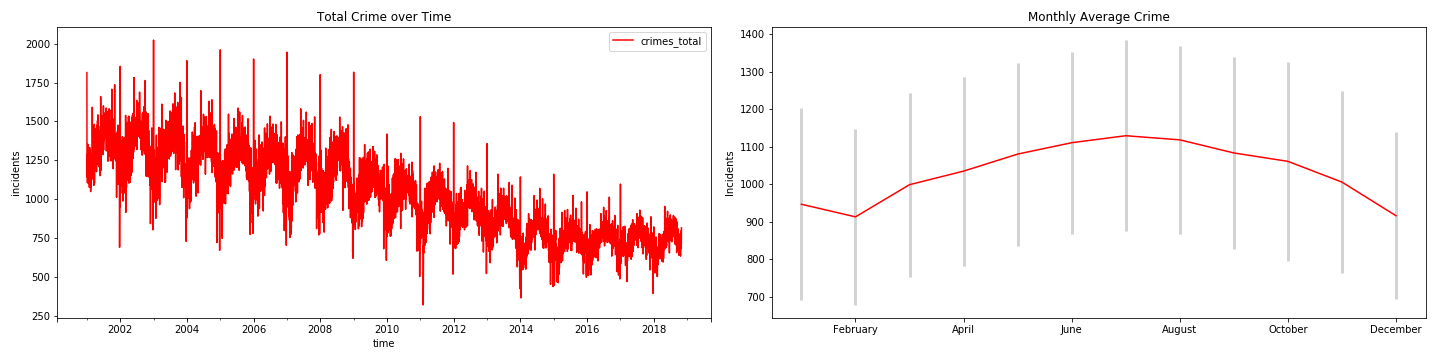 Total Crime over Time
crimes_total
2000
1750
1500
1250
1000
750
500
250
incidents
2002 2004 2006 2008 2010 2012 2014 2016 2018
time
Monthly Average Crime
1400
1300
1200
1100
1000
900
800
700
Incidents
February April June August October December